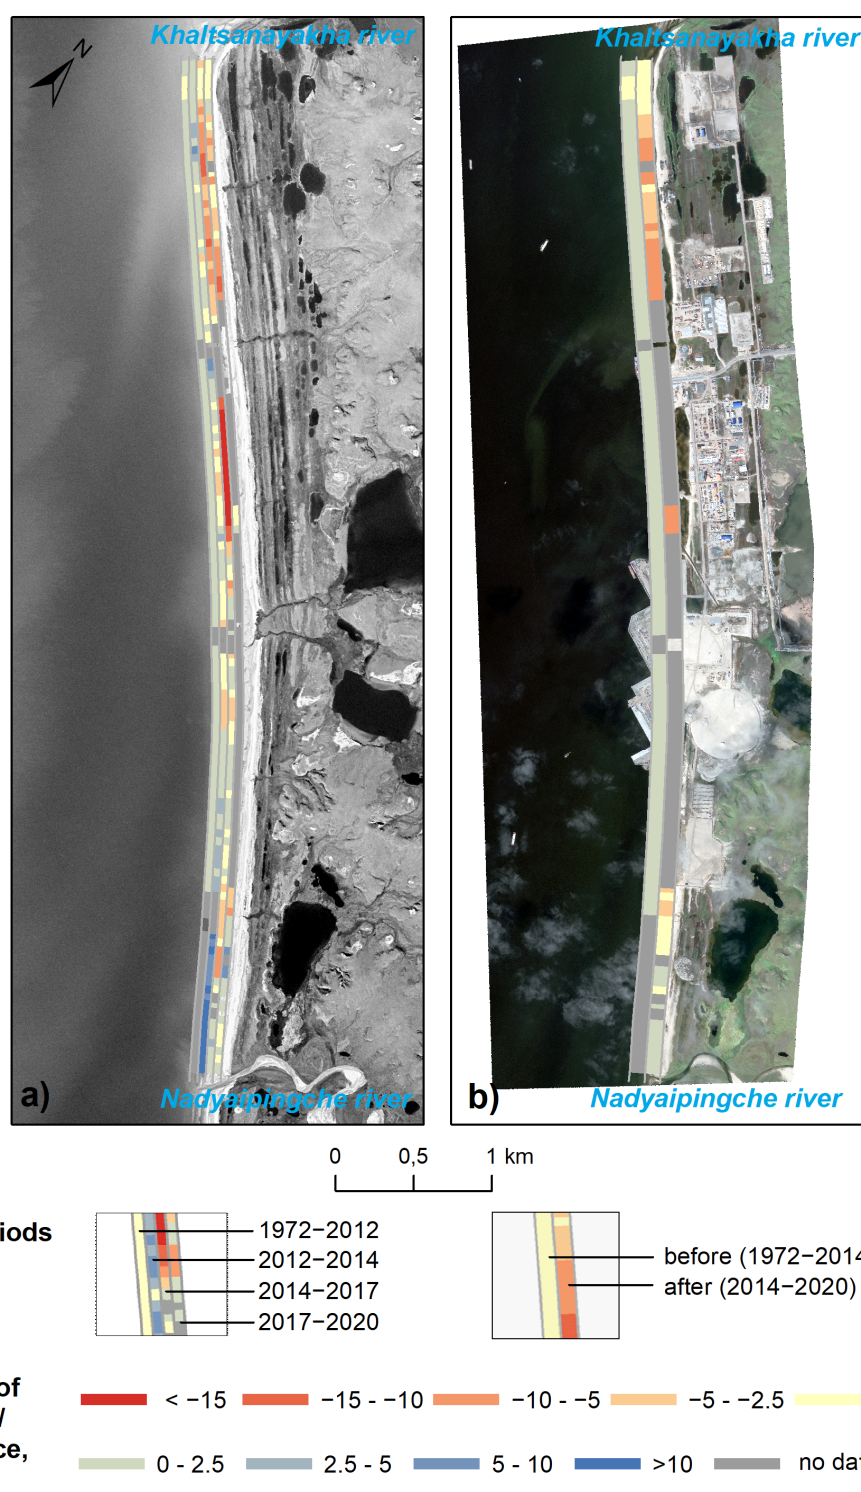 Khaltsanayakha river
Khaltsanayakha river
N
a)
Nadyaipingche river
b)
Nadyaipingche river
0 0,5 1 km
iods
1972−2012
2012−2014
2014−2017
2017−2020
before (1972−2014
after (2014−2020)
of
/
ce,
< −15
−15 - −10
−10 - −5
−5 - −2.5
0 - 2.5
2.5 - 5
5 - 10
>10
no da